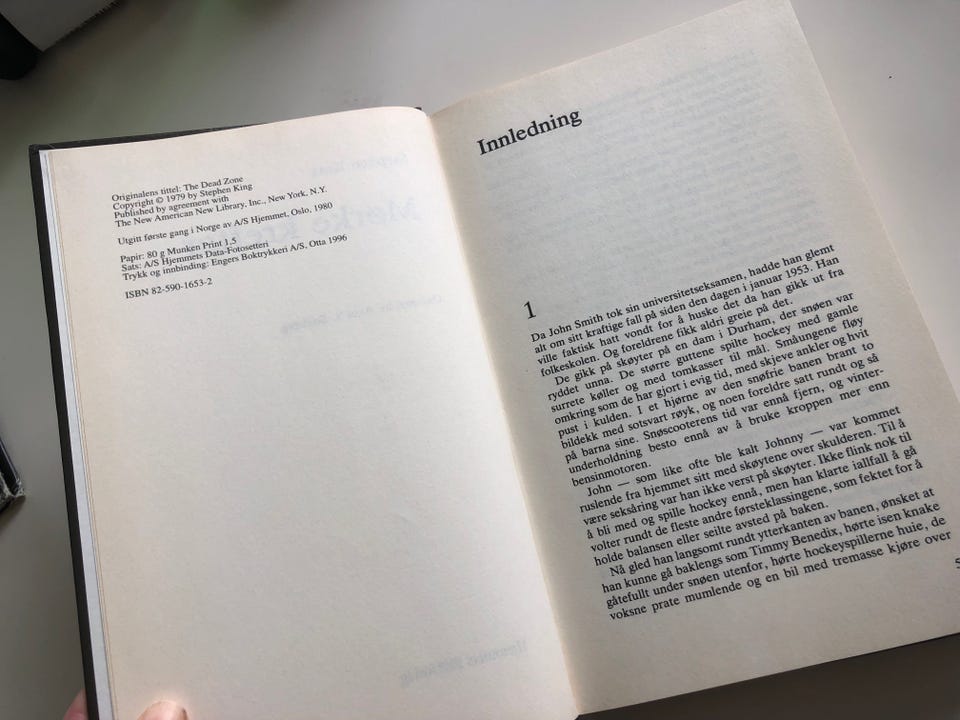 Originalens tittel: The Dead Zone
Copyright © 1979 by Stephen King
Published by agreement with
The New American New Library, Inc., New York, N.Y.
Utgitt første gang i Norge av A/S Hjemmet, Oslo, 1980
Papir: 80 g Munken Print 1,5
Sats: A/S Hjemmets Data-Fotosetteri
Trykk og innbinding: Engers Boktrykkeri A/S, Otta 1996
ISBN 82-590-1653-2
Innledning
1
Da John Smith tok sin universitetseksamen, hadde han glemt
alt om sitt kraftige fall på siden den dagen i januar 1953. Han
ville faktisk hatt vondt for å huske det da han gikk ut fra
folkeskolen. Og foreldrene fikk aldri greie på det.
De gikk på skøyter på en dam i Durham, der snøen var
ryddet unna. De større guttene spilte hockey med gamle
surrete køller og med tomkasser til mål. Småungene fløy
omkring som de har gjort i evig tid, med skjeve ankler og hvit
pust i kulden. I et hjørne av den snøfrie banen brant to
bildekk med sotsvart røyk, og noen foreldre satt rundt og så
på barna sine. Snøscooterens tid var ennå fjern, og vinter-
underholdning besto ennå av å bruke kroppen mer enn
bensinmotoren.
John — som like ofte ble kalt Johnny — var kommet
ruslende fra hjemmet sitt med skøytene over skulderen. Til å
være seksåring var han ikke verst på skøyter. Ikke flink nok til
å bli med og spille hockey ennå, men han klarte iallfall å gå
volter rundt de fleste andre førsteklassingene, som fektet for å
holde balansen eller seilte avsted på baken.
Nå gled han langsomt rundt ytterkanten av banen, ønsket at
han kunne gå baklengs som Timmy Benedix, hørte isen knake
gåtefullt under snøen utenfor, hørte hockeyspillerne huie, de
voksne prate mumlende og en bil med tremasse kjøre over